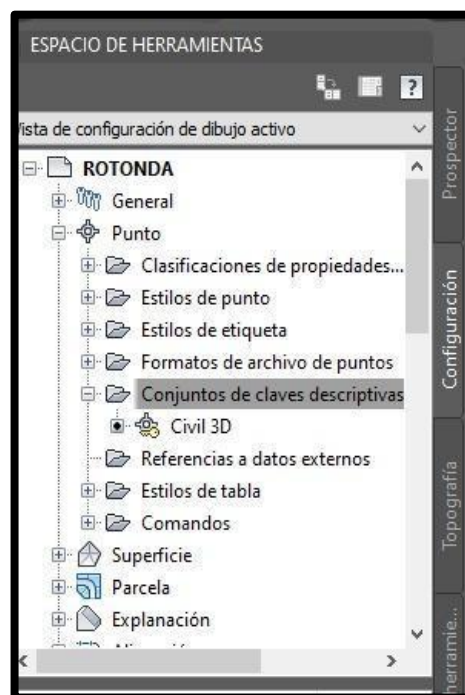 ESPACIO DE HERRAMIENTAS
?
Vista de configuración de dibujo activo
ROTONDA
General
Punto
Clasificaciones de propiedades...
Estilos de punto
Estilos de etiqueta
Formatos de archivo de puntos
Conjuntos de claves descriptivas
Civil 3D
Referencias a datos externos
Estilos de tabla
Comandos
Superficie
Parcela
Explanación
Prospector
Configuración
Topografía
herramie...